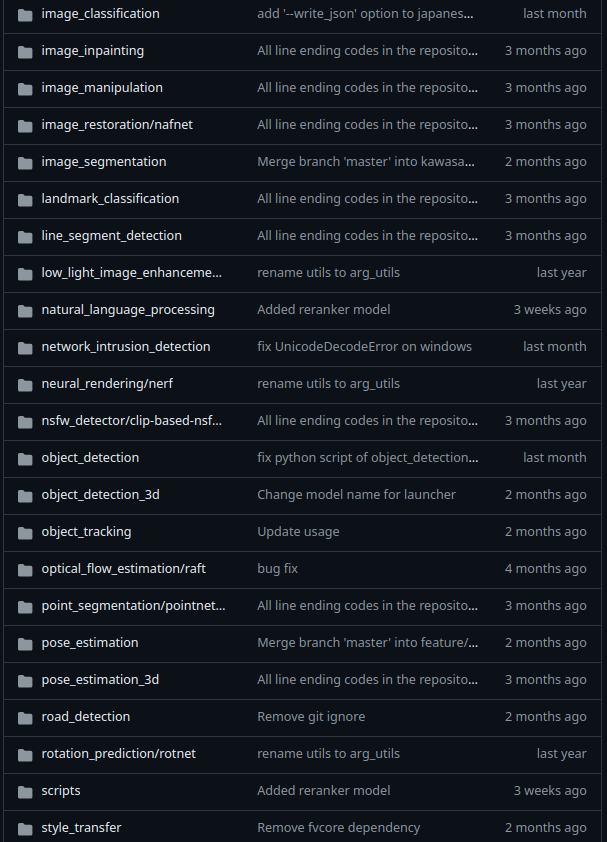 image_classification add '--write_json' option to japanes... last month
image_inpainting All line ending codes in the reposito... 3 months ago
image_manipulation All line ending codes in the reposito... 3 months ago
image_restoration/nafnet All line ending codes in the reposito... 3 months ago
image_segmentation Merge branch 'master' into kawasa... 2 months ago
landmark_classification All line ending codes in the reposito... 3 months ago
line_segment_detection All line ending codes in the reposito... 3 months ago
low_light_image_enhanceme... rename utils to arg_utils last year
natural_language_processing Added reranker model 3 weeks ago
network_intrusion_detection fix UnicodeDecodeError on windows last month
neural_rendering/nerf rename utils to arg_utils last year
nsfw_detector/clip-based-nsf... All line ending codes in the reposito... 3 months ago
object_detection fix python script of object_detection... last month
object_detection_3d Change model name for launcher 2 months ago
object_tracking Update usage 2 months ago
optical_flow_estimation/raft bug fix 4 months ago
point_segmentation/pointnet... All line ending codes in the reposito... 3 months ago
pose_estimation Merge branch 'master' into feature/... 2 months ago
pose_estimation_3d All line ending codes in the reposito... 3 months ago
road_detection Remove git ignore 2 months ago
rotation_prediction/rotnet rename utils to arg_utils last year
scripts Added reranker model 3 weeks ago
style_transfer Remove fvcore dependency 2 months ago